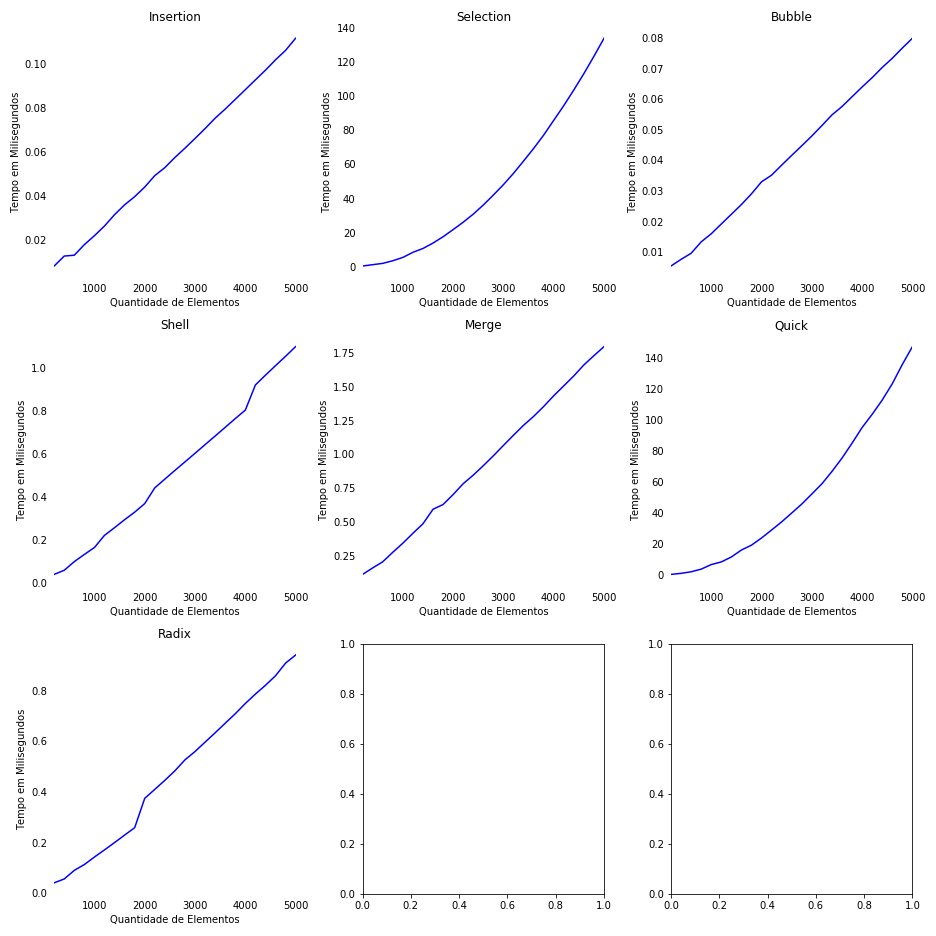 Insertion
Tempo em Milisegundos
0.10
0.08
0.06
0.04
0.02
1000 2000 3000 4000 5000
Quantidade de Elementos
Selection
Tempo em Milisegundos
140
120
100
80
60
40
20
0
1000 2000 3000 4000 5000
Quantidade de Elementos
Bubble
Tempo em Milisegundos
0.08
0.07
0.06
0.05
0.04
0.03
0.02
0.01
1000 2000 3000 4000 5000
Quantidade de Elementos
Shell
Tempo em Milisegundos
1.0
0.8
0.6
0.4
0.2
0.0
1000 2000 3000 4000 5000
Quantidade de Elementos
Merge
Tempo em Milisegundos
1.75
1.50
1.25
1.00
0.75
0.50
0.25
1000 2000 3000 4000 5000
Quantidade de Elementos
Quick
Tempo em Milisegundos
140
120
100
80
60
40
20
0
1000 2000 3000 4000 5000
Quantidade de Elementos
Radix
Tempo em Milisegundos
0.8
0.6
0.4
0.2
0.0
1000 2000 3000 4000 5000
Quantidade de Elementos
1.0
0.8
0.6
0.4
0.2
0.0
0.0 0.2 0.4 0.6 0.8 1.0
1.0
0.8
0.6
0.4
0.2
0.0
0.0 0.2 0.4 0.6 0.8 1.0